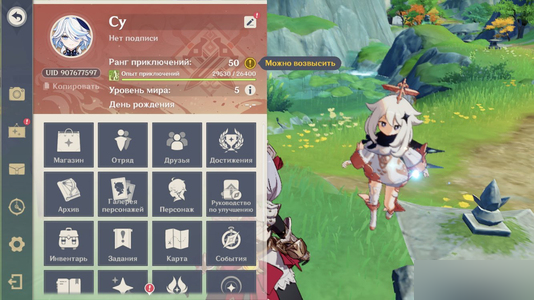 Су
Нет подписи
Ранг приключений: 50 Можно возвысить
Опыт приключений 29630 / 26400
UID 907677597
Копировать
Уровень мира: 5
День рождения --.--
Магазин Отряд Друзья Достижения
Архив Галерея персонажей Персонаж Руководство по улучшению
Инвентарь Задания Карта События